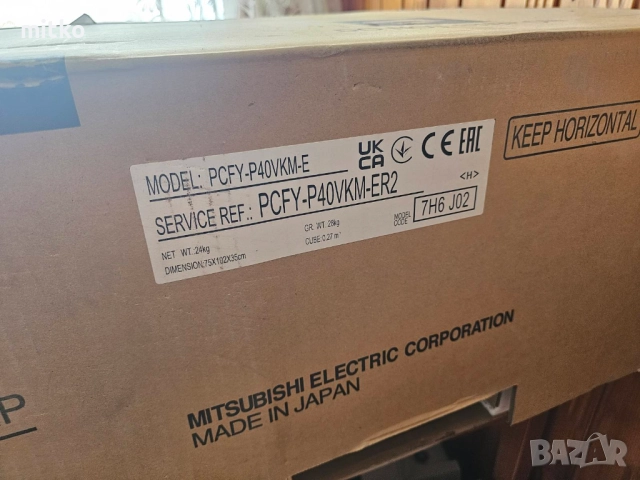 mitko
MODEL: PCFY-P40VKM-E
UK CA CE EAC
SERVICE REF.: PCFY-P40VKM-ER2
<H>
NET WT. 24kg
GR. WT. 28kg
MODEL CODE 7H6 J02
DIMENSION:75X102X35cm
CUBE 0.27 m³
KEEP HORIZONTAL
MITSUBISHI ELECTRIC CORPORATION
MADE IN JAPAN
P
BAZAR